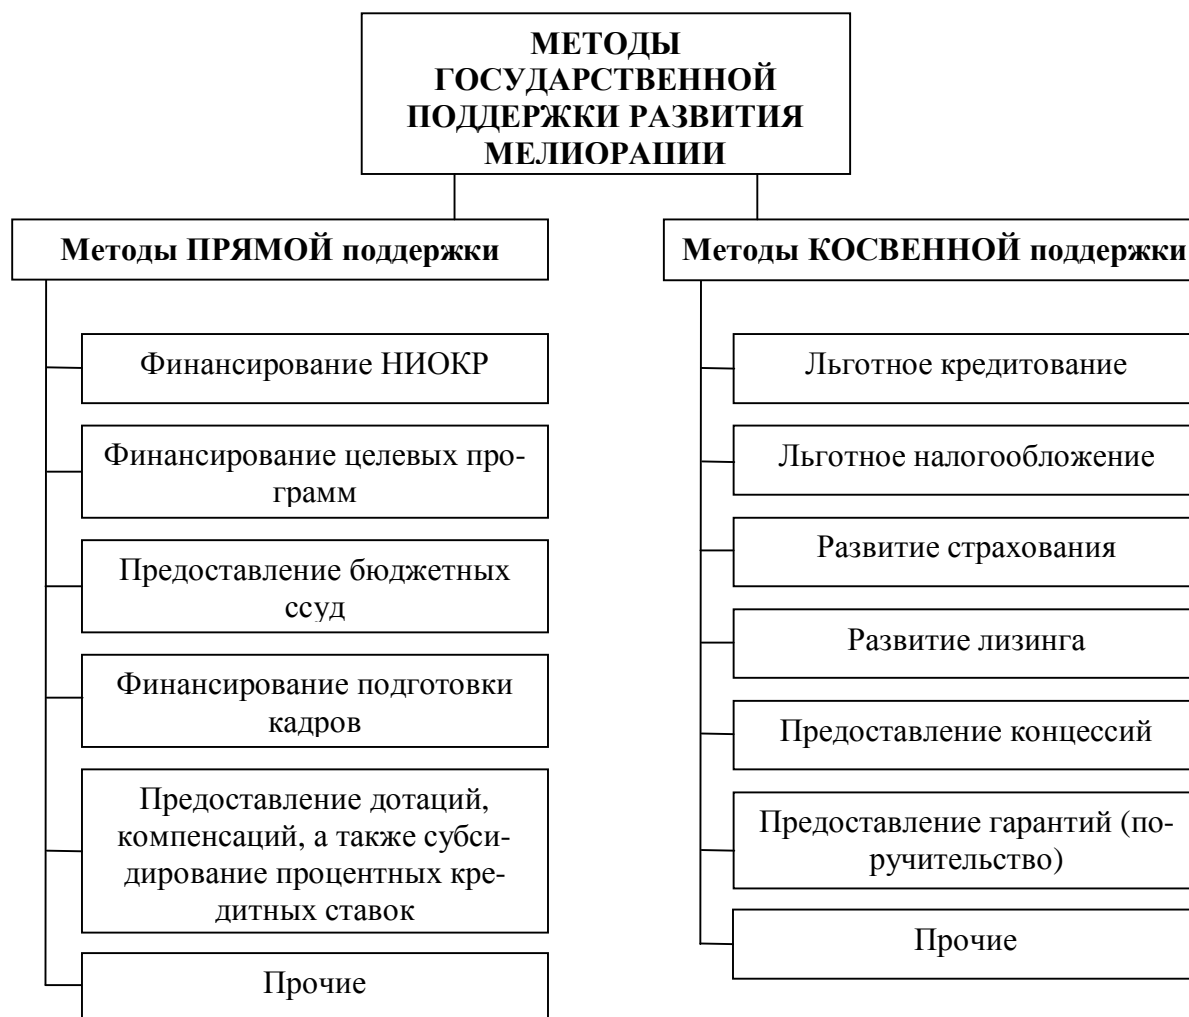 МЕТОДЫ
ГОСУДАРСТВЕННОЙ
ПОДДЕРЖКИ РАЗВИТИЯ
МЕЛИОРАЦИИ
Методы ПРЯМОЙ поддержки
Финансирование НИОКР
Финансирование целевых про-
грамм
Предоставление бюджетных
ссуд
Финансирование подготовки
кадров
Предоставление дотаций,
компенсаций, а также субси-
дирование процентных кре-
дитных ставок
Прочие
Методы КОСВЕННОЙ поддержки
Льготное кредитование
Льготное налогообложение
Развитие страхования
Развитие лизинга
Предоставление концессий
Предоставление гарантий (по-
ручительство)
Прочие